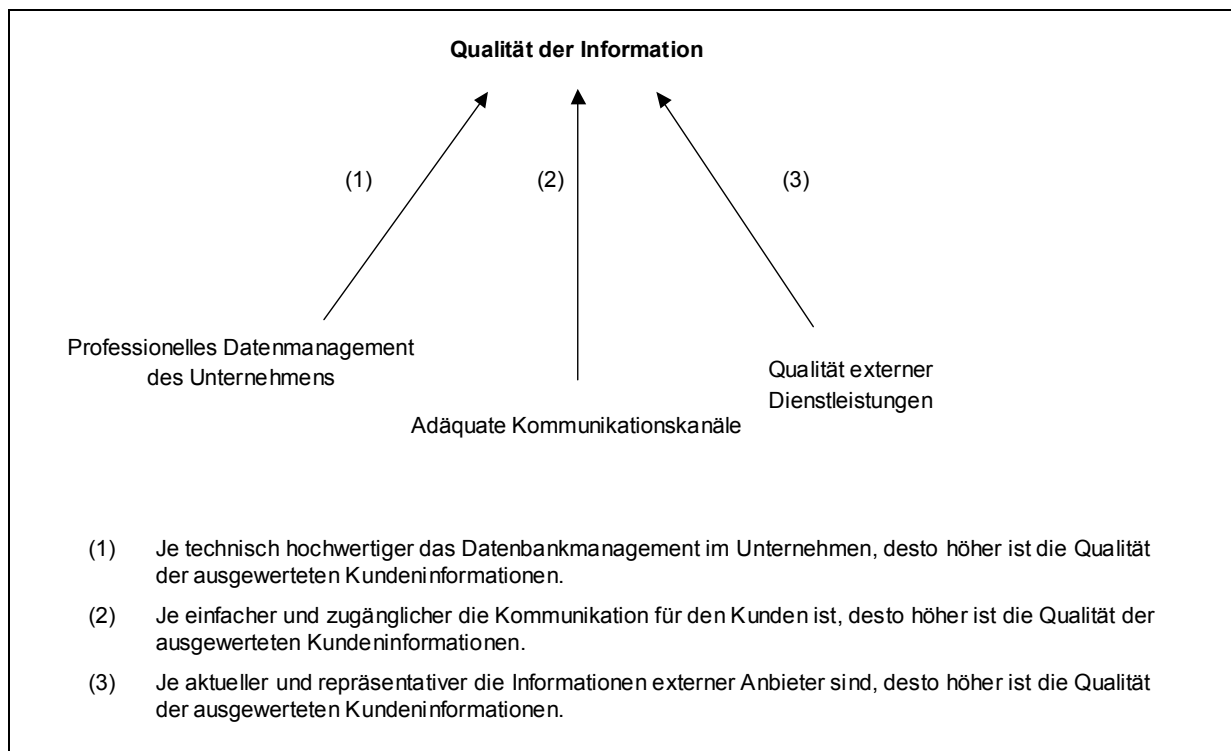 Qualität der Information
(1)
(2)
(3)
Professionelles Datenmanagement
des Unternehmens
Qualität externer
Dienstleistungen
Adäquate Kommunikationskanäle
(1) Je technisch hochwertiger das Datenbankmanagement im Unternehmen, desto höher ist die Qualität
der ausgewerteten Kundeninformationen.
(2) Je einfacher und zugänglicher die Kommunikation für den Kunden ist, desto höher ist die Qualität der
ausgewerteten Kundeninformationen.
(3) Je aktueller und repräsentativer die Informationen externer Anbieter sind, desto höher ist die Qualität
der ausgewerteten Kundeninformationen.